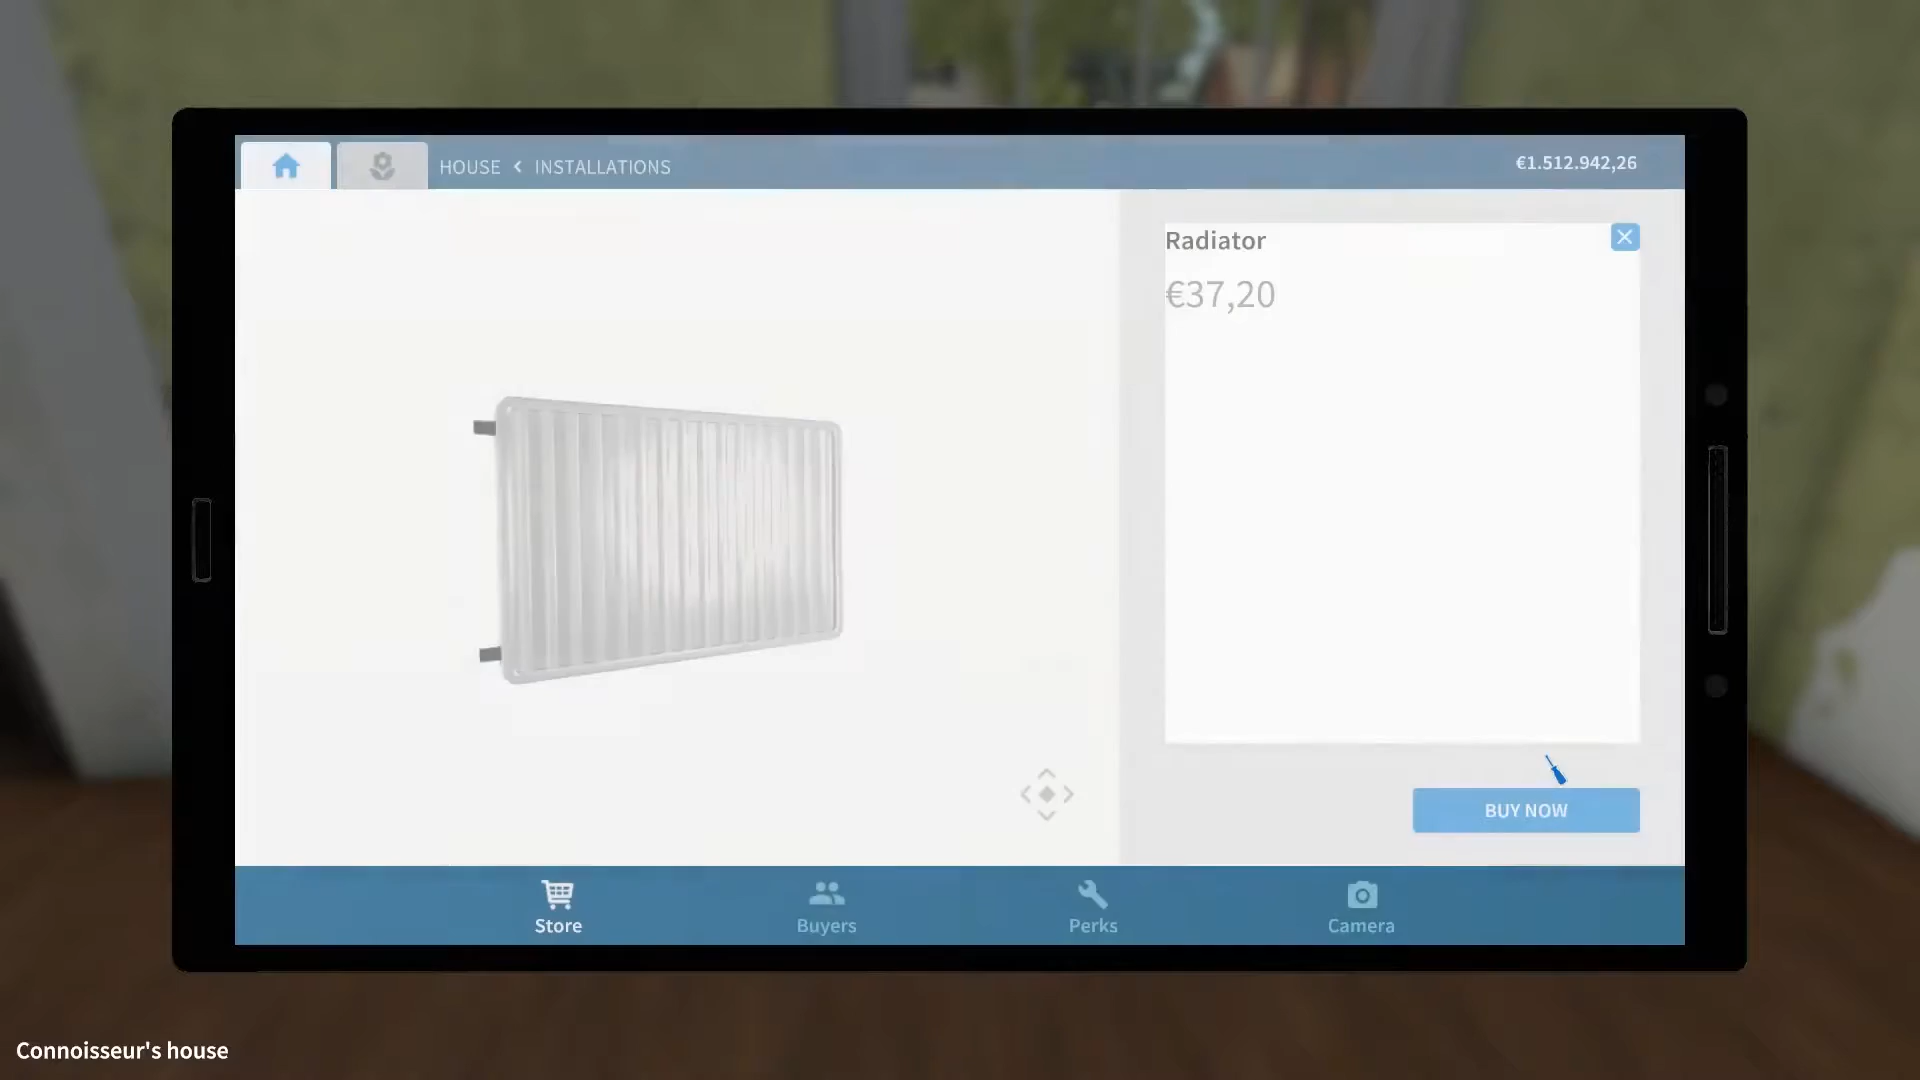 HOUSE < INSTALLATIONS
€1.512.942,26
Radiator
€37,20
BUY NOW
Store
Buyers
Perks
Camera
Connoisseur's house